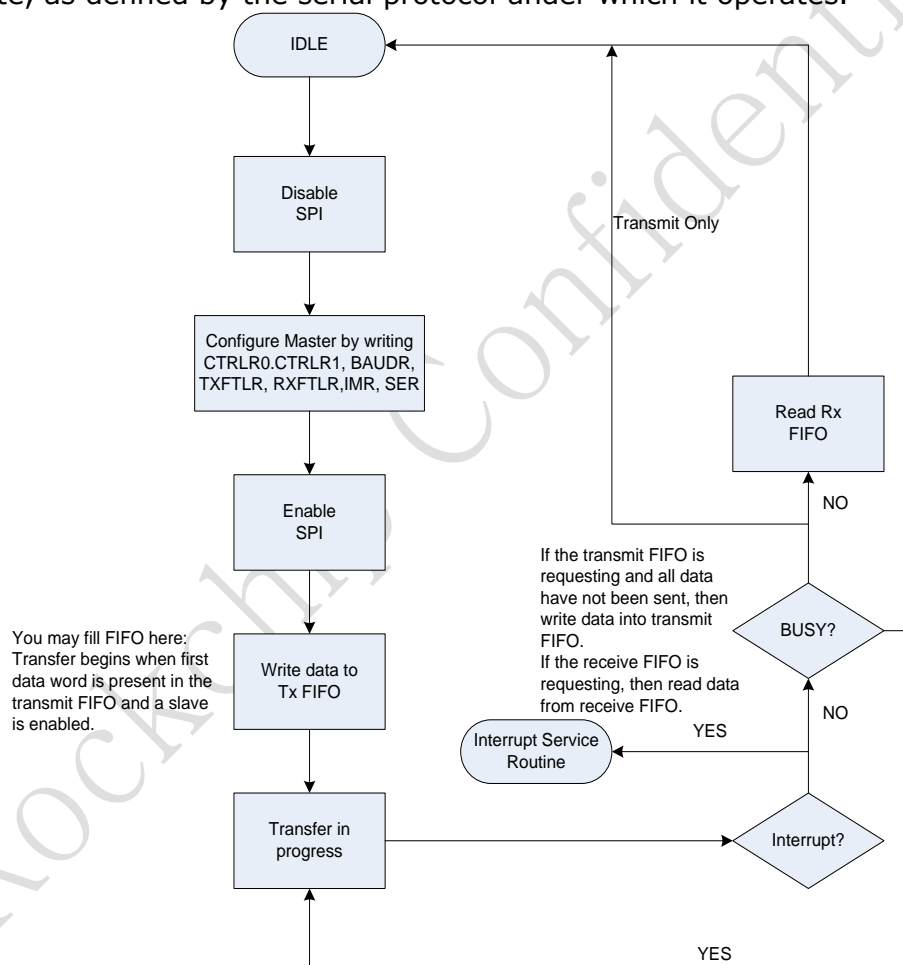 te, as defined by the serial protocol under which it operates.
IDLE
Disable
SPI
Transmit Only
Configure Master by writing
CTRLR0.CTRLR1, BAUDR,
TXFTLR, RXFTLR,IMR, SER
Read Rx
FIFO
NO
Enable
SPI
If the transmit FIFO is
requesting and all data
have not been sent, then
write data into transmit
FIFO.
If the receive FIFO is
requesting, then read data
from receive FIFO.
BUSY?
You may fill FIFO here:
Transfer begins when first
data word is present in the
transmit FIFO and a slave
is enabled.
Write data to
Tx FIFO
NO
YES
Interrupt Service
Routine
Transfer in
progress
Interrupt?
YES
Rockchip Confidenti